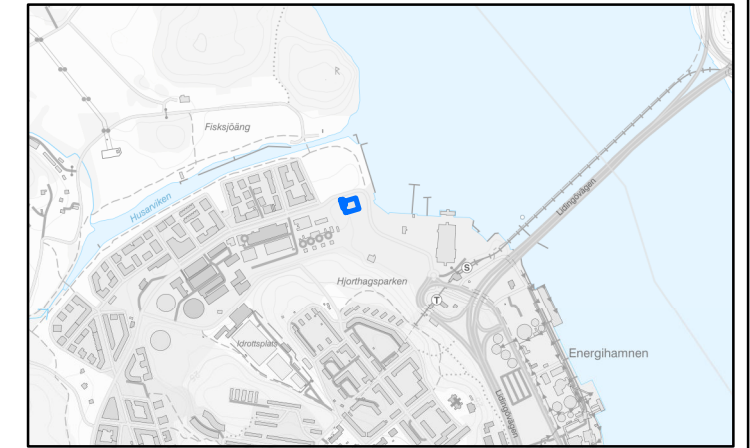 R
Fisksjöäng
Husarviken
Lidingövägen
S
Hjorthagsparken
T
Idrottsplats
Energihamnen
Lidingövägen